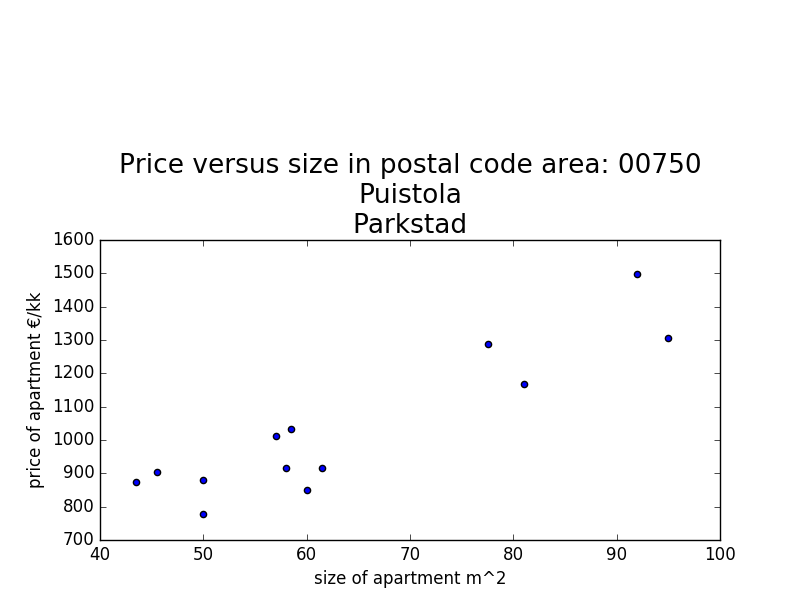 Price versus size in postal code area: 00750
Puistola
Parkstad
1600
1500
1400
1300
1200
1100
1000
900
800
700
price of apartment €/kk
40 50 60 70 80 90 100
size of apartment m^2